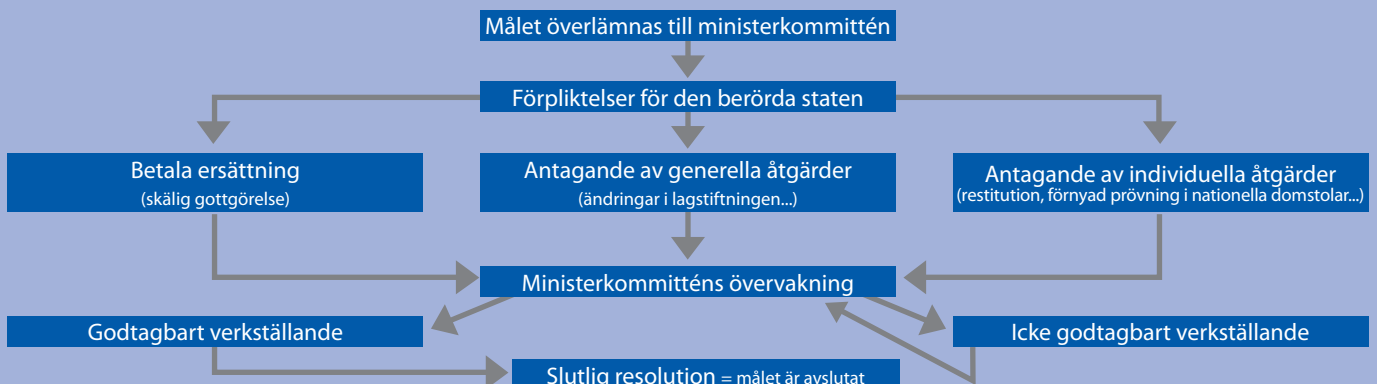 Målet överlämnas till ministerkommittén
Förpliktelser för den berörda staten
Betala ersättning
(skälig gottgörelse)
Antagande av generella åtgärder
(ändringar i lagstiftningen...)
Antagande av individuella åtgärder
(restitution, förnyad prövning i nationella domstolar...)
Ministerkommitténs övervakning
Godtagbart verkställande
Icke godtagbart verkställande
Slutlig resolution = målet är avslutat